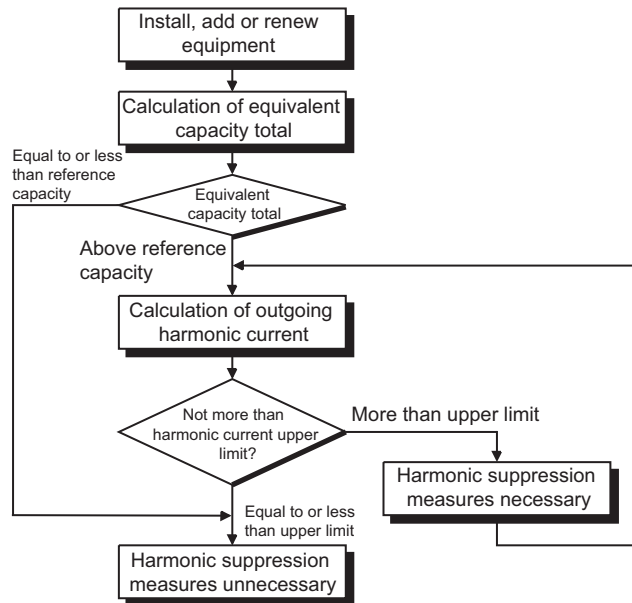 Install, add or renew
equipment
Calculation of equivalent
capacity total
Equal to or less
than reference
capacity
Equivalent
capacity total
Above reference
capacity
Calculation of outgoing
harmonic current
Not more than
harmonic current upper
limit?
More than upper limit
Harmonic suppression
measures necessary
Equal to or less
than upper limit
Harmonic suppression
measures unnecessary